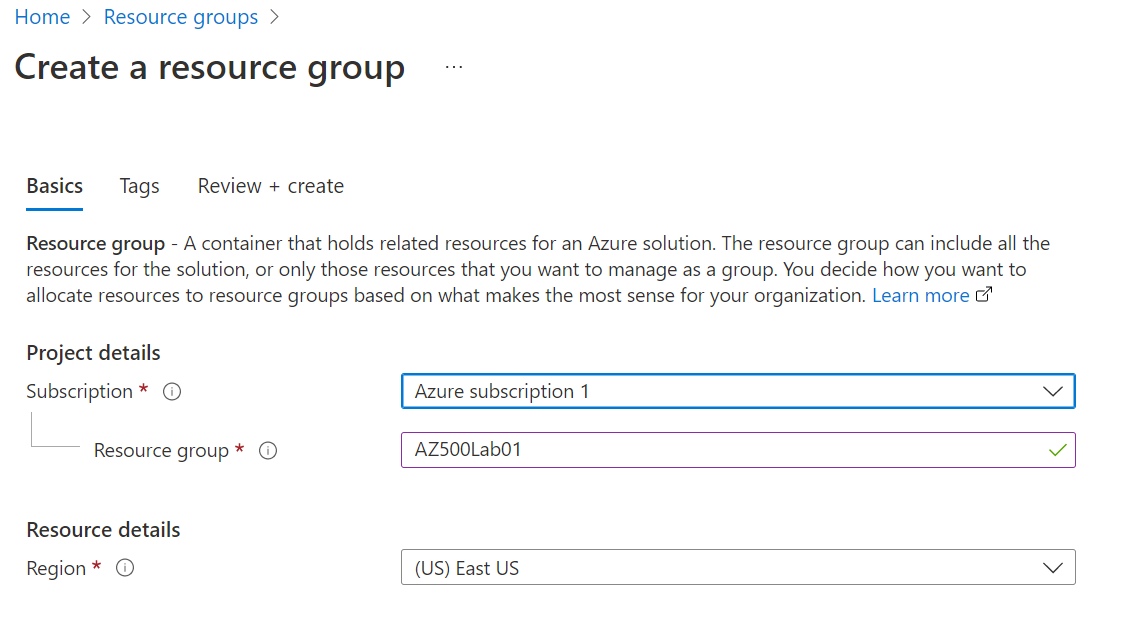 Home > Resource groups >
Create a resource group ...
Basics Tags Review + create
Resource group - A container that holds related resources for an Azure solution. The resource group can include all the
resources for the solution, or only those resources that you want to manage as a group. You decide how you want to
allocate resources to resource groups based on what makes the most sense for your organization. Learn more
Project details
Subscription * Azure subscription 1
Resource group * AZ500Lab01
Resource details
Region * (US) East US